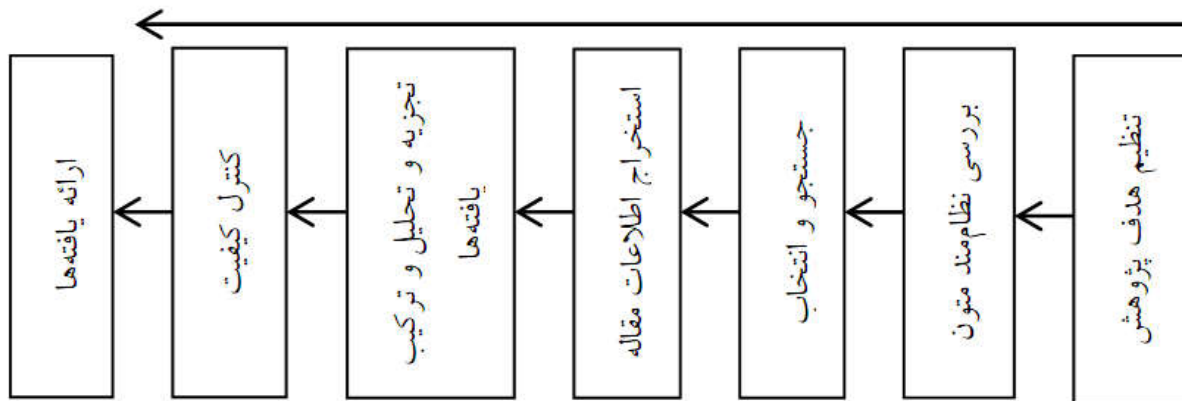 تنظیم هدف پژوهش
بررسی نظام‌مند متون
جستجو و انتخاب
استخراج اطلاعات مقاله
تجزیه و تحلیل و ترکیب
یافته‌ها
کنترل کیفیت
ارائه یافته‌ها